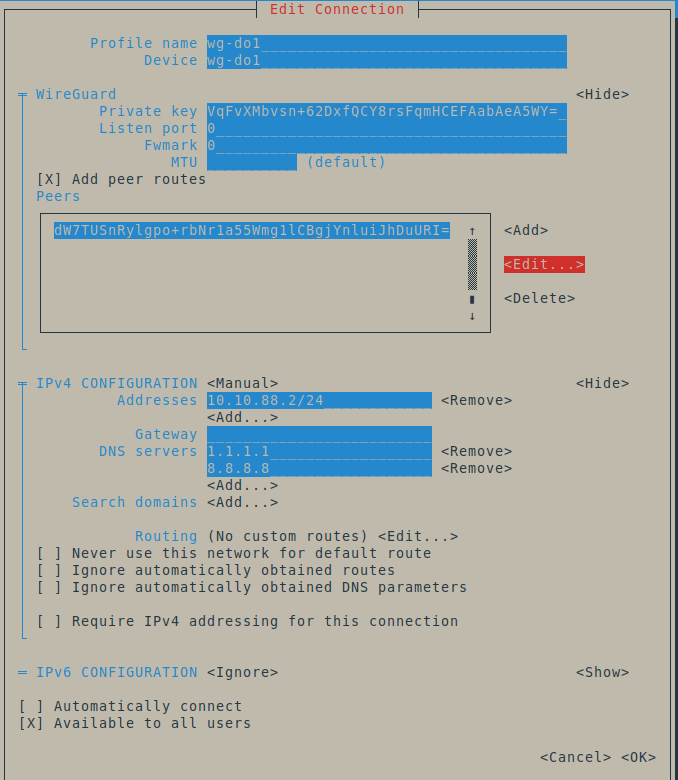 Edit Connection
Profile name wg-do1
Device wg-do1
WireGuard <Hide>
Private key VqFvXMbvsn+62DxfQCY8rsFqmHCEFAabAeA5WY=
Listen port 0
Fwmark 0
MTU (default)
[X] Add peer routes
Peers
dW7TUSnRylgpo+rbNr1a55Wmg1lCBgjYnluiJhDuURI= <Add>
<Edit...>
<Delete>
IPv4 CONFIGURATION <Manual> <Hide>
Addresses 10.10.88.2/24 <Remove>
<Add...>
Gateway
DNS servers 1.1.1.1 <Remove>
8.8.8.8 <Remove>
<Add...>
Search domains <Add...>
Routing (No custom routes) <Edit...>
[ ] Never use this network for default route
[ ] Ignore automatically obtained routes
[ ] Ignore automatically obtained DNS parameters
[ ] Require IPv4 addressing for this connection
IPv6 CONFIGURATION <Ignore> <Show>
[ ] Automatically connect
[X] Available to all users
<Cancel> <OK>